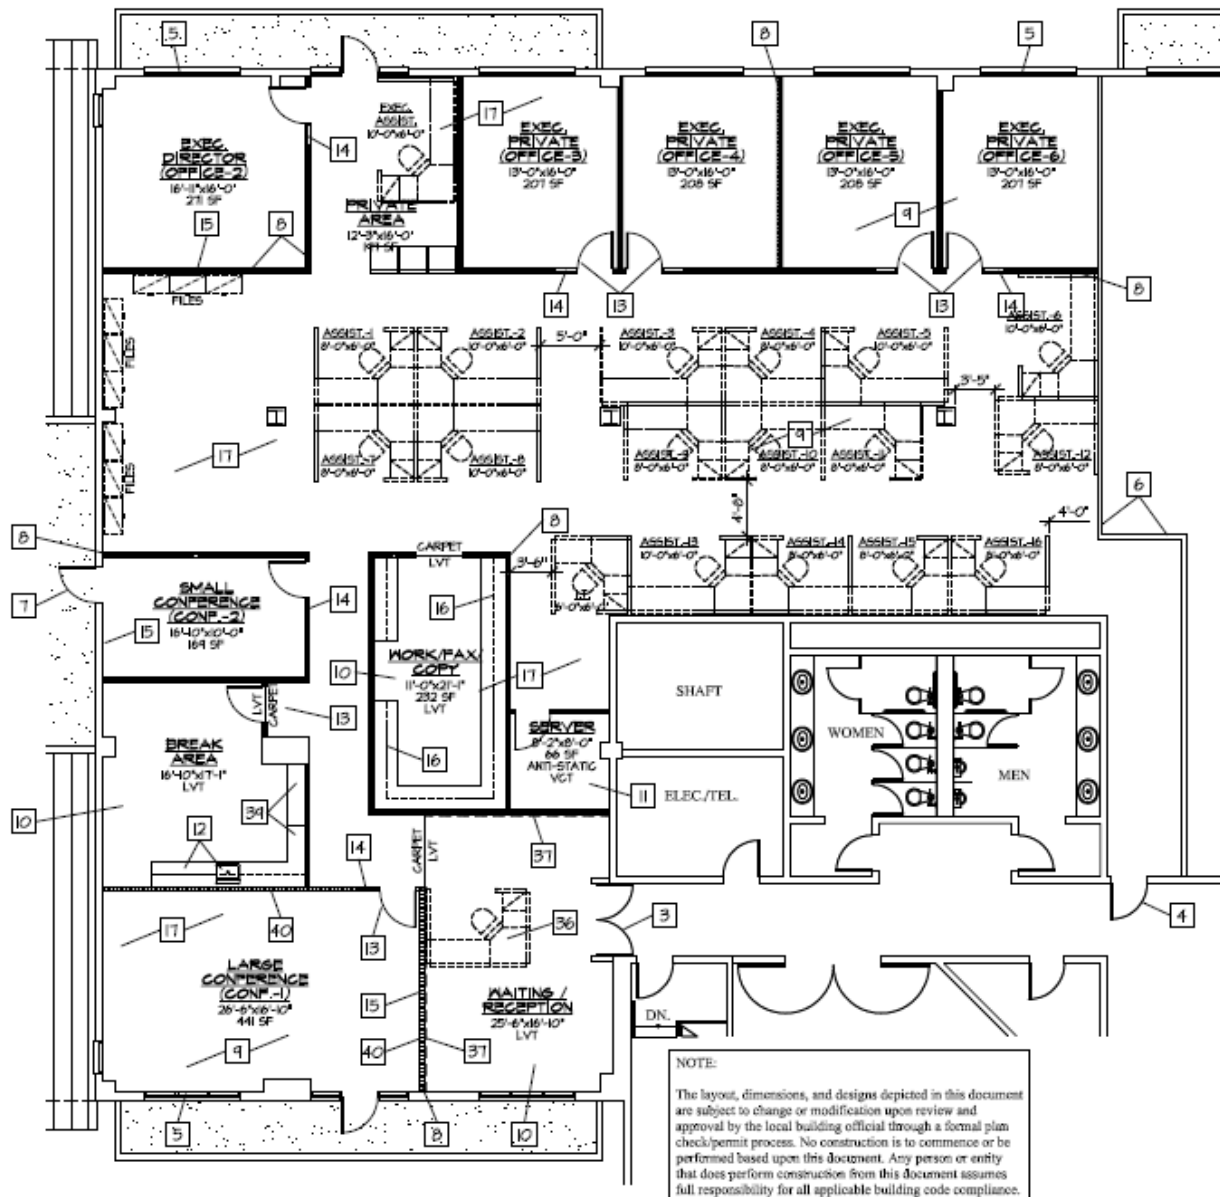 5
8
5
EXEC. ASSIST.
10'-0"x6'-0"
17
EXEC. DIRECTOR (OFFICE-2)
16'-11"x16'-0"
271 SF
14
EXEC. PRIVATE (OFFICE-3)
13'-0"x16'-0"
207 SF
EXEC. PRIVATE (OFFICE-4)
13'-0"x16'-0"
208 SF
EXEC. PRIVATE (OFFICE-5)
13'-0"x16'-0"
208 SF
EXEC. PRIVATE (OFFICE-6)
13'-0"x16'-0"
207 SF
PRIVATE AREA
12'-3"x16'-0"
15
8
9
FILES
14
13
13
14
8
ASSIST.-6
10'-0"x6'-0"
FILES
ASSIST.-1
8'-0"x6'-0"
ASSIST.-2
10'-0"x6'-0"
5'-0"
ASSIST.-3
10'-0"x6'-0"
ASSIST.-4
8'-0"x6'-0"
ASSIST.-5
10'-0"x6'-0"
3'-5"
17
9
FILES
ASSIST.-7
8'-0"x6'-0"
ASSIST.-8
10'-0"x6'-0"
ASSIST.-9
8'-0"x6'-0"
ASSIST.-10
8'-0"x6'-0"
ASSIST.-11
8'-0"x6'-0"
ASSIST.-12
8'-0"x6'-0"
6
4'-8"
4'-0"
8
8
CARPET
LVT
3'-6"
ASSIST.-13
10'-0"x6'-0"
ASSIST.-14
8'-0"x6'-0"
ASSIST.-15
8'-0"x6'-0"
ASSIST.-16
8'-0"x6'-0"
I.T.
7
SMALL CONFERENCE (CONF.-2)
16'-10"x10'-0"
169 SF
14
15
16
WORK/FAX/ COPY
11'-0"x21'-1"
232 SF
LVT
10
17
SHAFT
LVT
CARPET
13
SERVER
8'-2"x8'-0"
66 SF
ANTI-STATIC
VCT
WOMEN
MEN
BREAK AREA
16'-10"x17'-1"
LVT
16
11
ELEC./TEL.
10
39
12
14
CARPET
LVT
37
17
40
13
36
3
4
LARGE CONFERENCE (CONF.-1)
26'-6"x16'-10"
441 SF
15
WAITING / RECEPTION
25'-6"x16'-10"
LVT
DN.
9
40
37
5
8
10
NOTE:
The layout, dimensions, and designs depicted in this document
are subject to change or modification upon review and
approval by the local building official through a formal plan
check/permit process. No construction is to commence or be
performed based upon this document. Any person or entity
that does perform construction from this document assumes
full responsibility for all applicable building code compliance.